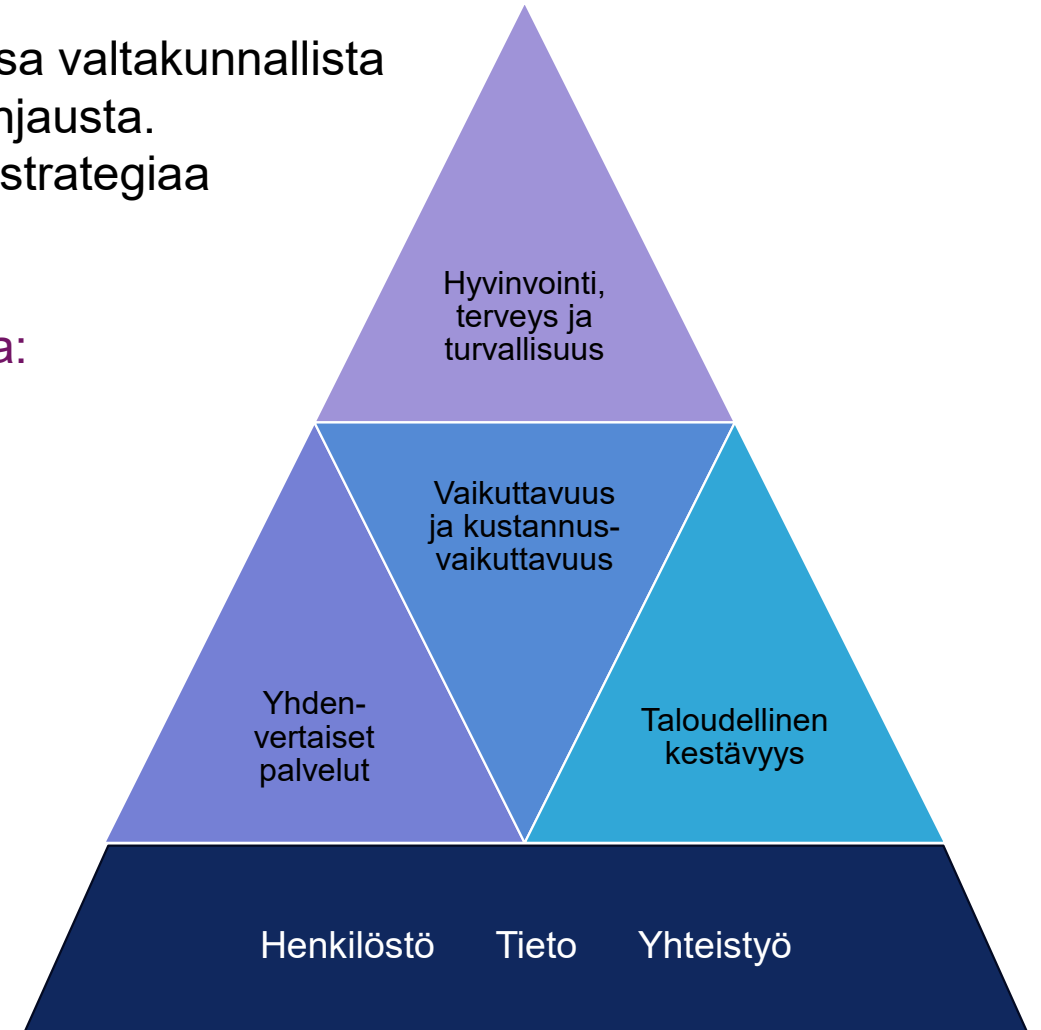 sa valtakunnallista
njausta.
strategiaa
a:
Hyvinvointi,
terveys ja
turvallisuus
Vaikuttavuus
ja kustannus-
vaikuttavuus
Yhden-
vertaiset
palvelut
Taloudellinen
kestävyys
Henkilöstö Tieto Yhteistyö